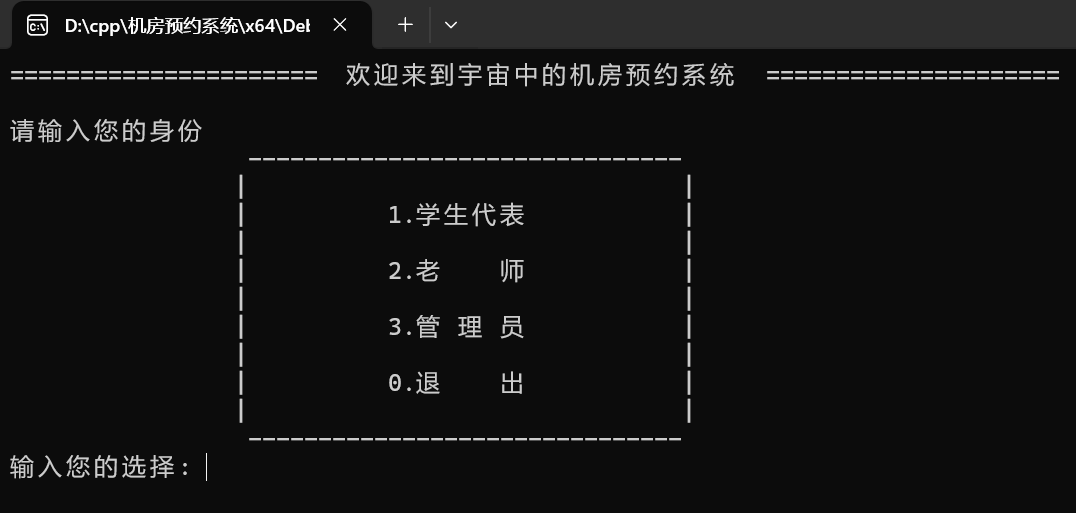 D:\cpp\机房预约系统\x64\Deb
====================== 欢迎来到宇宙中的机房预约系统 =====================
请输入您的身份
-------------------------------
|                               |
|          1.学生代表           |
|                               |
|          2.老    师           |
|                               |
|          3.管 理 员           |
|                               |
|          0.退    出           |
|                               |
-------------------------------
输入您的选择: